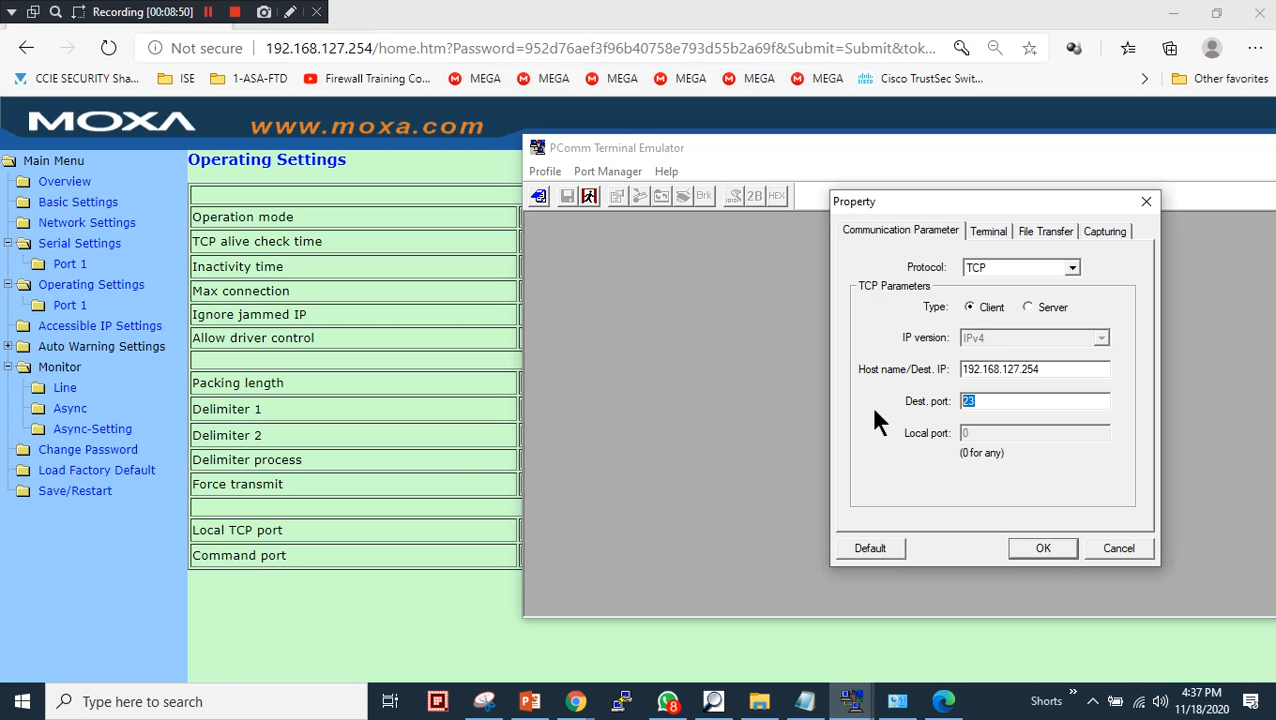 Recording [00:08:50]
Not secure 192.168.127.254/home.htm?Password=952d76aef3f96b40758e793d55b2a69f&Submit=Submit&tok...
CCIE SECURITY Sha... ISE 1-ASA-FTD Firewall Training Co... MEGA MEGA MEGA MEGA MEGA MEGA Cisco TrustSec Swit... Other favorites
MOXA www.moxa.com
Main Menu
Overview
Basic Settings
Network Settings
Serial Settings
Port 1
Operating Settings
Port 1
Accessible IP Settings
Auto Warning Settings
Monitor
Line
Async
Async-Setting
Change Password
Load Factory Default
Save/Restart
Operating Settings
Operation mode
TCP alive check time
Inactivity time
Max connection
Ignore jammed IP
Allow driver control
Packing length
Delimiter 1
Delimiter 2
Delimiter process
Force transmit
Local TCP port
Command port
PComm Terminal Emulator
Profile Port Manager Help
Brk 2B HEX
Property
Communication Parameter Terminal File Transfer Capturing
Protocol: TCP
TCP Parameters
Type: Client Server
IP version: IPv4
Host name/Dest. IP: 192.168.127.254
Dest. port: 23
Local port: 0
(0 for any)
Default OK Cancel
Type here to search
8
Shorts
4:37 PM
11/18/2020